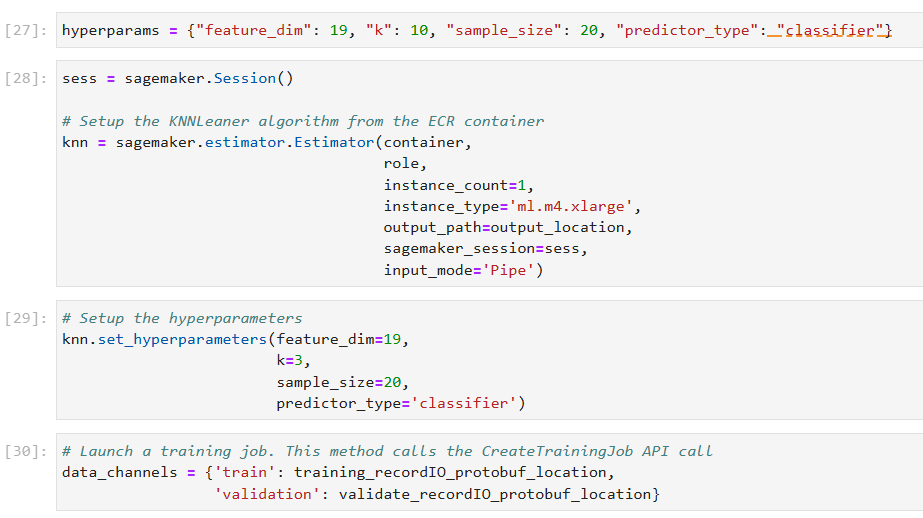 [27]: hyperparams = {"feature_dim": 19, "k": 10, "sample_size": 20, "predictor_type": "classifier"}
[28]: sess = sagemaker.Session()
# Setup the KNNLeaner algorithm from the ECR container
knn = sagemaker.estimator.Estimator(container,
role,
instance_count=1,
instance_type='ml.m4.xlarge',
output_path=output_location,
sagemaker_session=sess,
input_mode='Pipe')
[29]: # Setup the hyperparameters
knn.set_hyperparameters(feature_dim=19,
k=3,
sample_size=20,
predictor_type='classifier')
[30]: # Launch a training job. This method calls the CreateTrainingJob API call
data_channels = {'train': training_recordIO_protobuf_location,
'validation': validate_recordIO_protobuf_location}